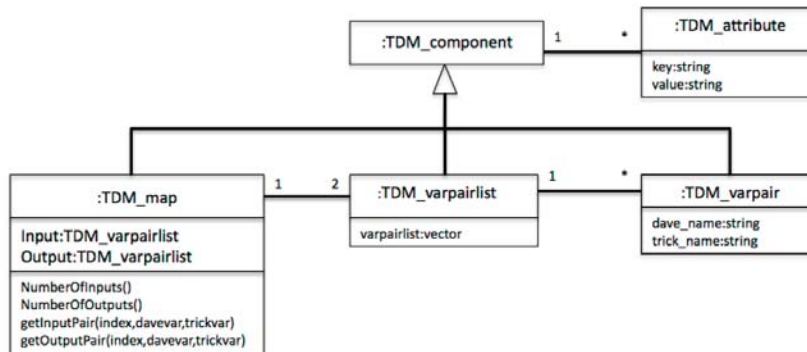 :TDM_component
1
*
:TDM_attribute
key:string
value:string
:TDM_map
Input:TDM_varpairlist
Output:TDM_varpairlist
NumberOfInputs()
NumberOfOutputs()
getInputPair(index,davevar,trickvar)
getOutputPair(index,davevar,trickvar)
1
2
:TDM_varpairlist
varpairlist:vector
1
*
:TDM_varpair
dave_name:string
trick_name:string